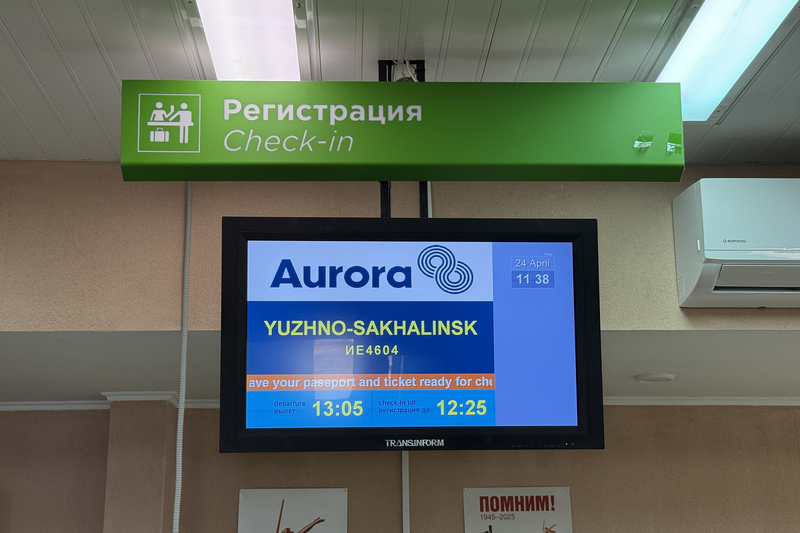 Регистрация
Check-in
Aurora
24 April
11 38
YUZHNO-SAKHALINSK
ИЕ4604
ave your passport and ticket ready for che
departure
вылет
13:05
check-in till
регистрация до
12:25
TRANSINFORM
ПОМНИМ!
1945–2025